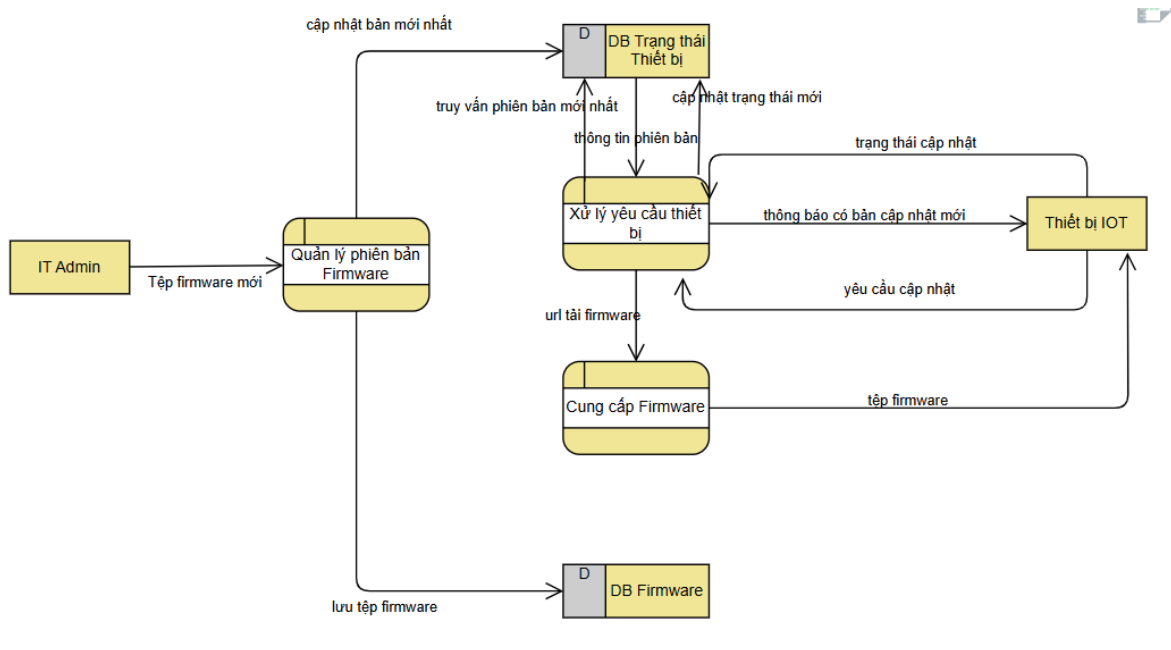 cập nhật bản mới nhất
D
DB Trạng thái
Thiết bị
truy vấn phiên bản mới nhất
cập nhật trạng thái mới
thông tin phiên bản
trạng thái cập nhật
IT Admin
Tệp firmware mới
Quản lý phiên bản
Firmware
Xử lý yêu cầu thiết
bị
thông báo có bản cập nhật mới
Thiết bị IOT
yêu cầu cập nhật
url tải firmware
Cung cấp Firmware
tệp firmware
D
DB Firmware
lưu tệp firmware